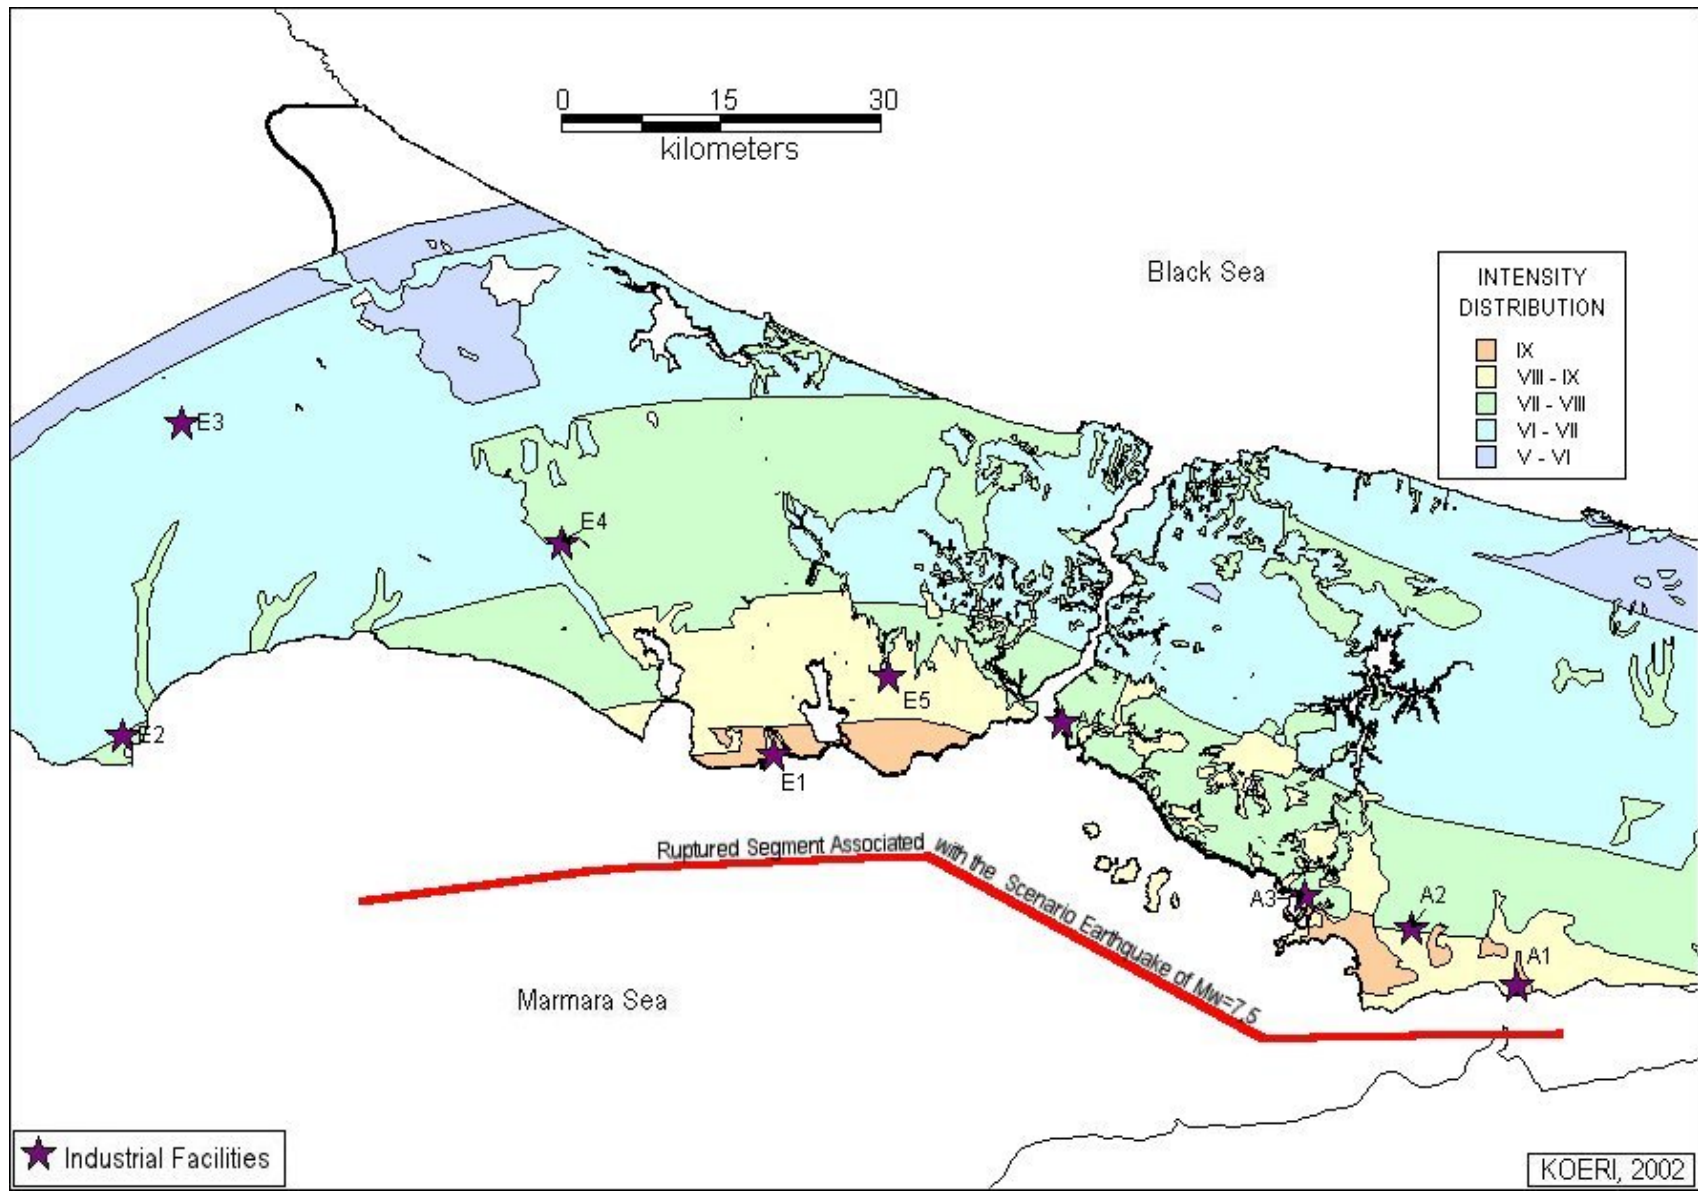 0 15 30
kilometers
Black Sea
INTENSITY
DISTRIBUTION
IX
VIII - IX
VII - VIII
VI - VII
V - VI
E3
E4
E5
E2
E1
Ruptured Segment Associated with the Scenario Earthquake of Mw=7.5
A3
A2
A1
Marmara Sea
Industrial Facilities
KOERI, 2002